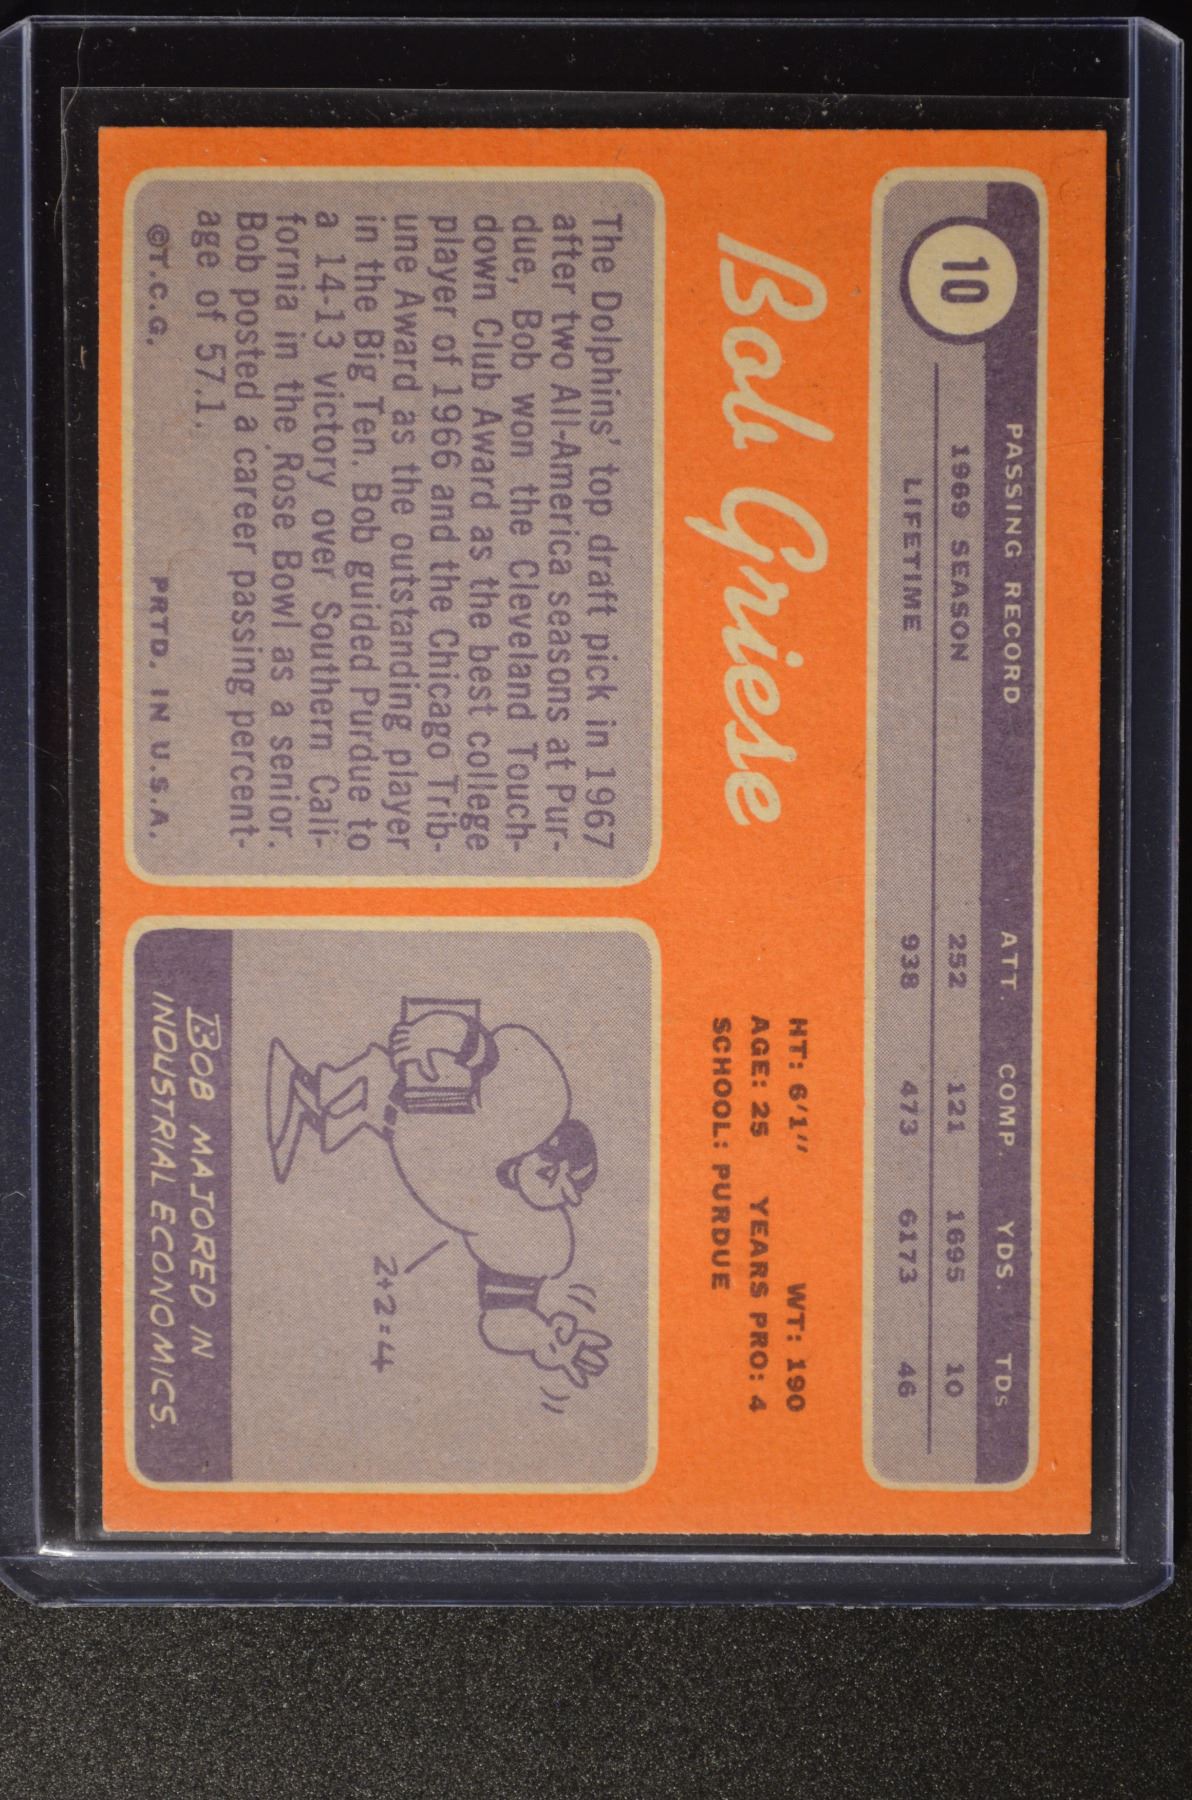 10
PASSING RECORD ATT. COMP. YDS. TDS
1969 SEASON 252 121 1695 10
LIFETIME 938 473 6173 46
Bob Griese
HT: 6'1" WT: 190
AGE: 25 YEARS PRO: 4
SCHOOL: PURDUE
The Dolphins' top draft pick in 1967
after two All-America seasons at Pur-
due, Bob won the Cleveland Touch-
down Club Award as the best college
player of 1966 and the Chicago Trib-
une Award as the outstanding player
in the Big Ten. Bob guided Purdue to
a 14-13 victory over Southern Cali-
fornia in the Rose Bowl as a senior.
Bob posted a career passing percent-
age of 57.1.
©T.C.G. PRTD. IN U.S.A.
2+2=4
BOB MAJORED IN
INDUSTRIAL ECONOMICS.